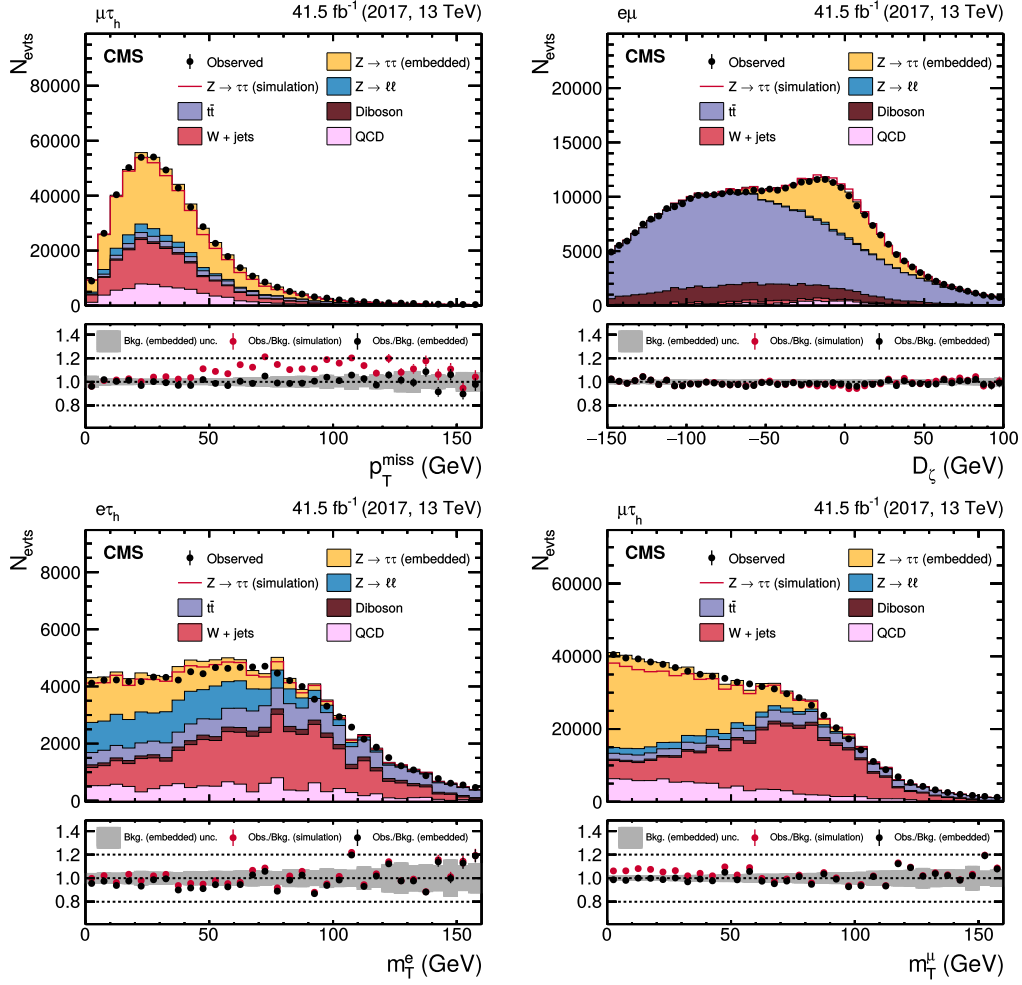 μτh 41.5 fb-1 (2017, 13 TeV)
Nevts
CMS
Observed
Z → ττ (simulation)
tt̄
W + jets
Z → ττ (embedded)
Z → ℓℓ
Diboson
QCD
80000
60000
40000
20000
0
Bkg. (embedded) unc. Obs./Bkg. (simulation) Obs./Bkg. (embedded)
1.4
1.2
1.0
0.8
0 50 100 150
pTmiss (GeV)
eμ 41.5 fb-1 (2017, 13 TeV)
Nevts
CMS
Observed
Z → ττ (simulation)
tt̄
W + jets
Z → ττ (embedded)
Z → ℓℓ
Diboson
QCD
20000
15000
10000
5000
0
Bkg. (embedded) unc. Obs./Bkg. (simulation) Obs./Bkg. (embedded)
1.4
1.2
1.0
0.8
−150 −100 −50 0 50 100
Dζ (GeV)
eτh 41.5 fb-1 (2017, 13 TeV)
Nevts
CMS
Observed
Z → ττ (simulation)
tt̄
W + jets
Z → ττ (embedded)
Z → ℓℓ
Diboson
QCD
8000
6000
4000
2000
0
Bkg. (embedded) unc. Obs./Bkg. (simulation) Obs./Bkg. (embedded)
1.4
1.2
1.0
0.8
0 50 100 150
mTe (GeV)
μτh 41.5 fb-1 (2017, 13 TeV)
Nevts
CMS
Observed
Z → ττ (simulation)
tt̄
W + jets
Z → ττ (embedded)
Z → ℓℓ
Diboson
QCD
60000
40000
20000
0
Bkg. (embedded) unc. Obs./Bkg. (simulation) Obs./Bkg. (embedded)
1.4
1.2
1.0
0.8
0 50 100 150
mTμ (GeV)